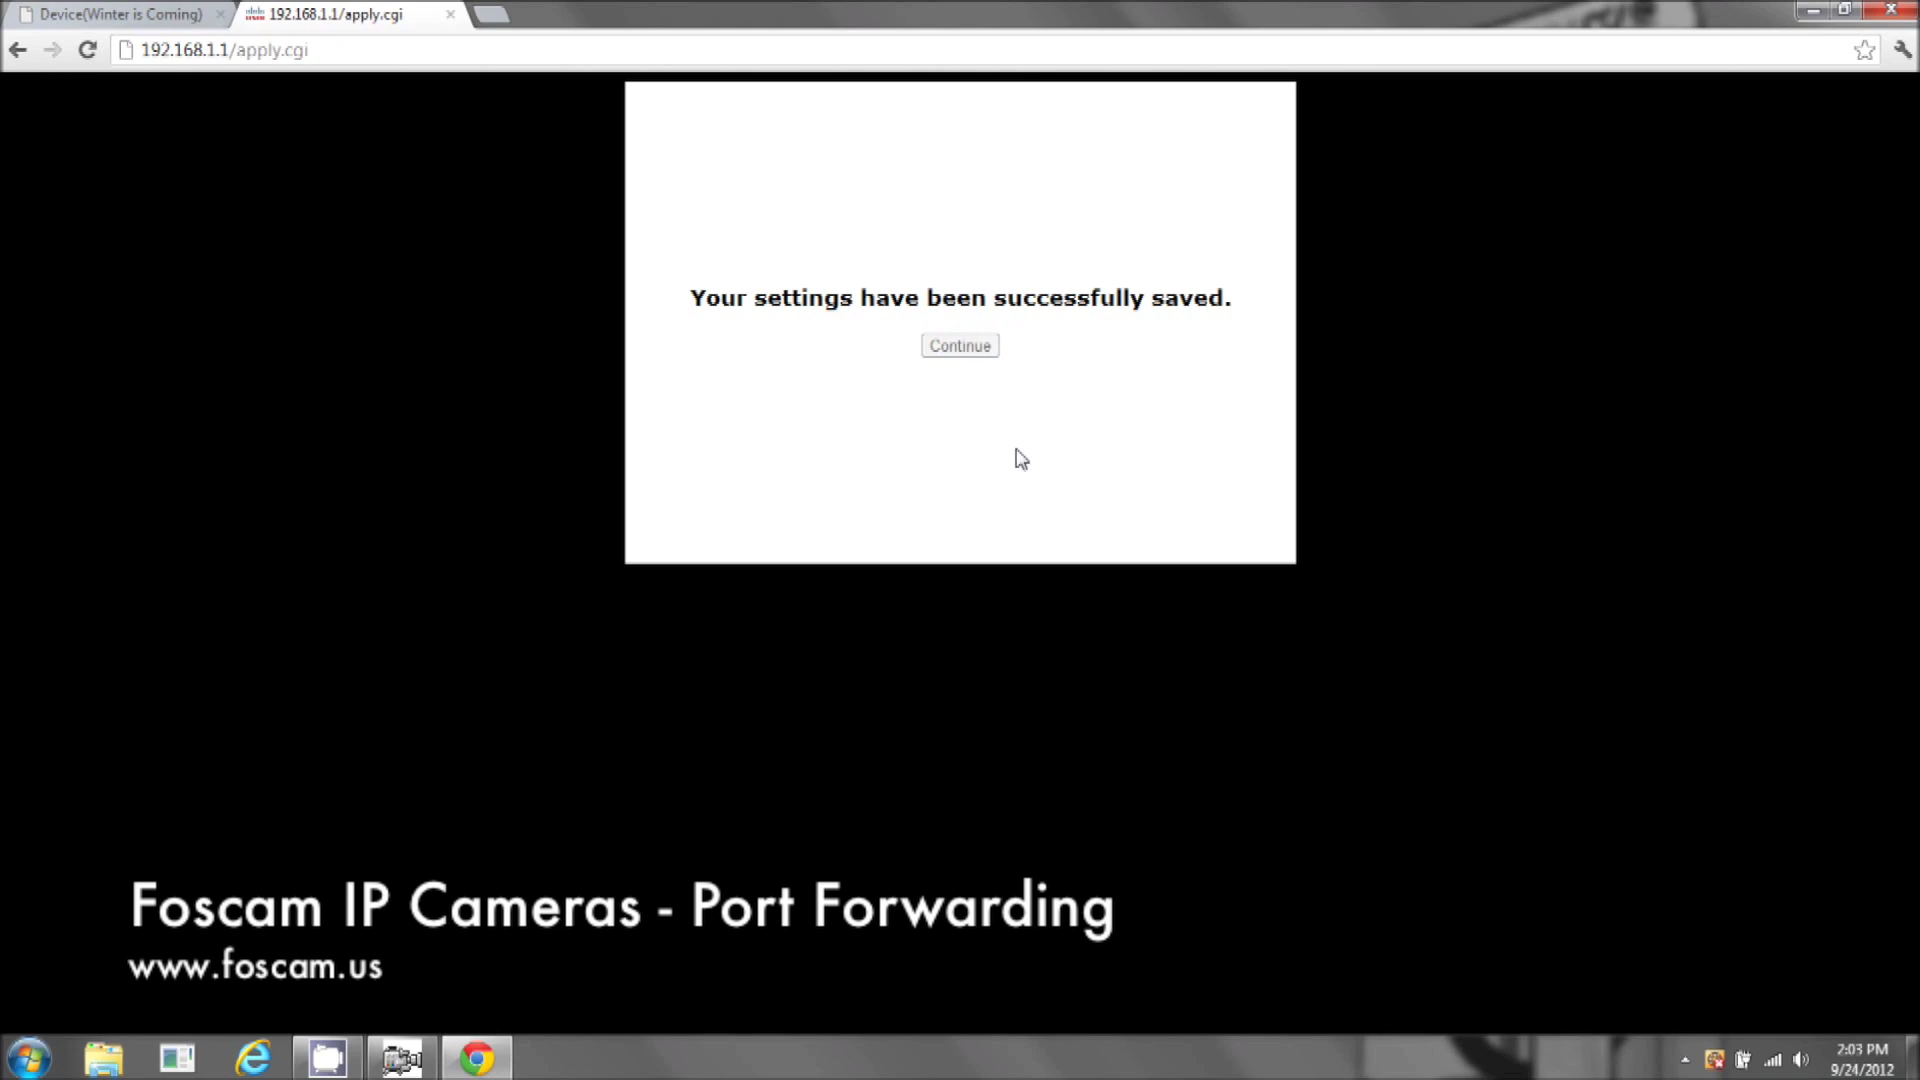 Device(Winter is Coming)
192.168.1.1/apply.cgi
192.168.1.1/apply.cgi
Your settings have been successfully saved.
Continue
Foscam IP Cameras - Port Forwarding
www.foscam.us
2:03 PM
9/24/2012